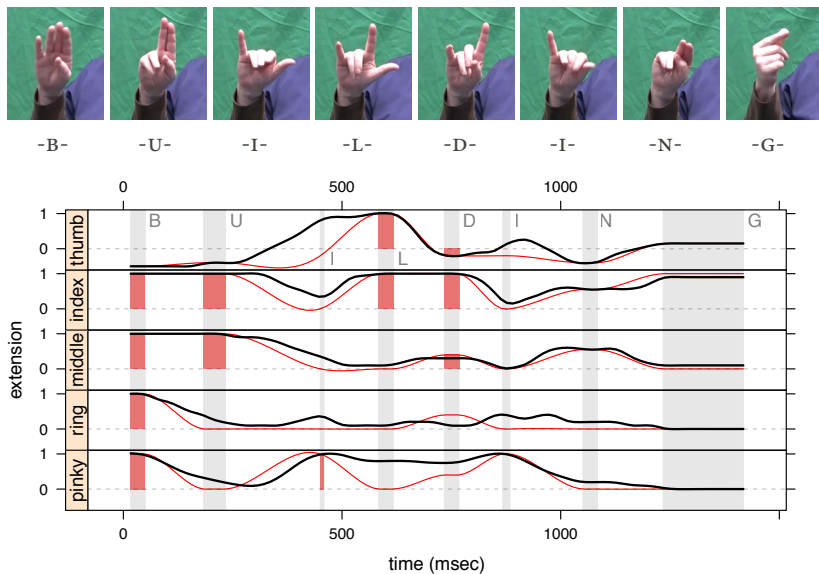 -B- -U- -I- -L- -D- -I- -N- -G-
0 500 1000
thumb 1 0 B U I L D I N G
index 1 0
middle 1 0
ring 1 0
pinky 1 0
extension
0 500 1000
time (msec)